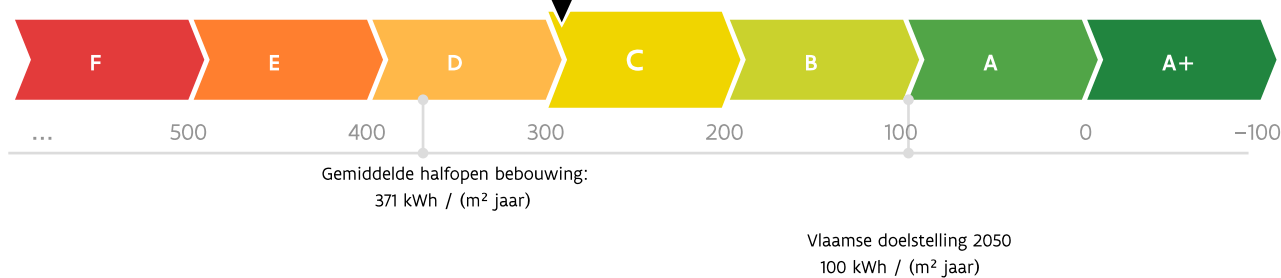 F E D C B A A+
... 500 400 300 200 100 0 −100
Gemiddelde halfopen bebouwing:
371 kWh / (m² jaar)
Vlaamse doelstelling 2050
100 kWh / (m² jaar)